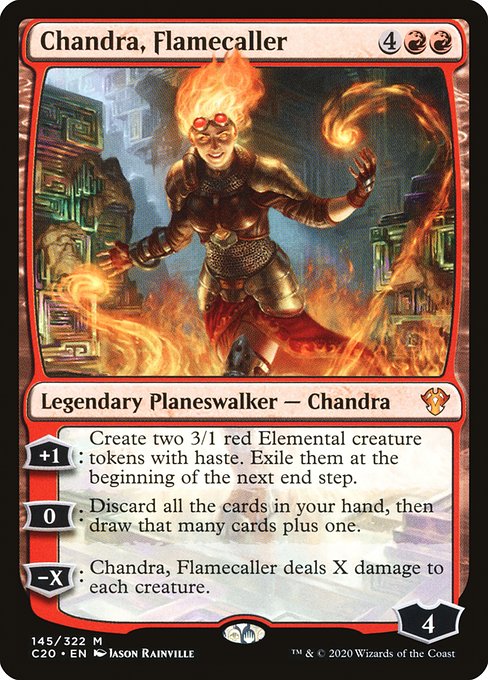 Chandra, Flamecaller 4
Legendary Planeswalker — Chandra
+1 : Create two 3/1 red Elemental creature
tokens with haste. Exile them at the
beginning of the next end step.
0 : Discard all the cards in your hand, then
draw that many cards plus one.
−X : Chandra, Flamecaller deals X damage to
each creature.
4
145/322 M
C20 • EN JASON RAINVILLE
™ & © 2020 Wizards of the Coast